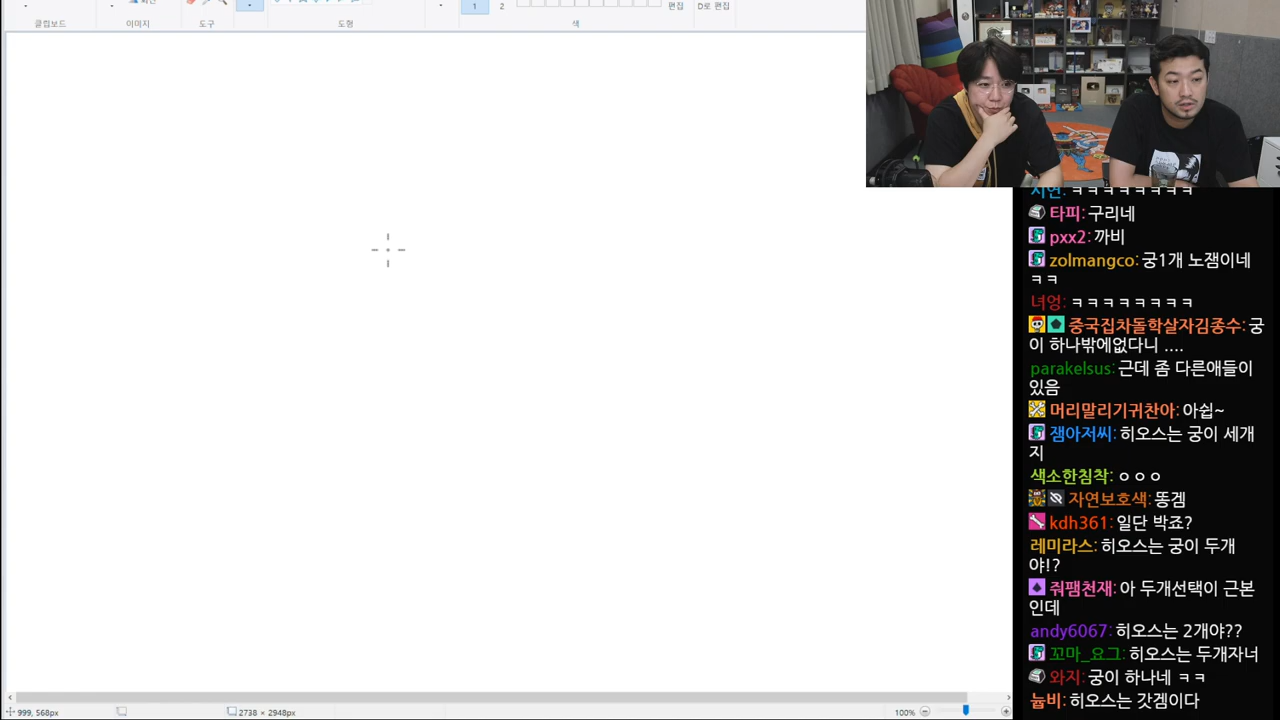 클립보드
이미지
도구
도형
1
2
색
편집
D로 편집
지연: ㅋㅋㅋㅋㅋㅋㅋㅋ
타피: 구리네
pxx2: 까비
zolmangco: 궁1개 노잼이네
ㅋㅋ
녀엉: ㅋㅋㅋㅋㅋㅋㅋㅋ
중국집차돌학살자김종수: 궁
이 하나밖에없다니 ....
parakelsus: 근데 좀 다른애들이
있음
머리말리기귀찬아: 아쉽~
잼아저씨: 히오스는 궁이 세개
지
색소한침착: ㅇㅇㅇ
자연보호색: 똥겜
kdh361: 일단 박죠?
레미라스: 히오스는 궁이 두개
야!?
줘팸천재: 아 두개선택이 근본
인데
andy6067: 히오스는 2개야??
꼬마_요그: 히오스는 두개자너
와지: 궁이 하나네 ㅋㅋ
늅비: 히오스는 갓겜이다
999, 568px
2738 × 2948px
100%